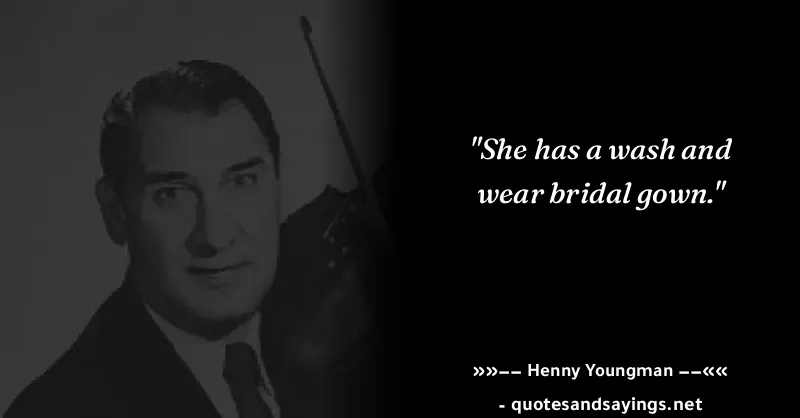 "She has a wash and
wear bridal gown."
»»–– Henny Youngman ––««
- quotesandsayings.net